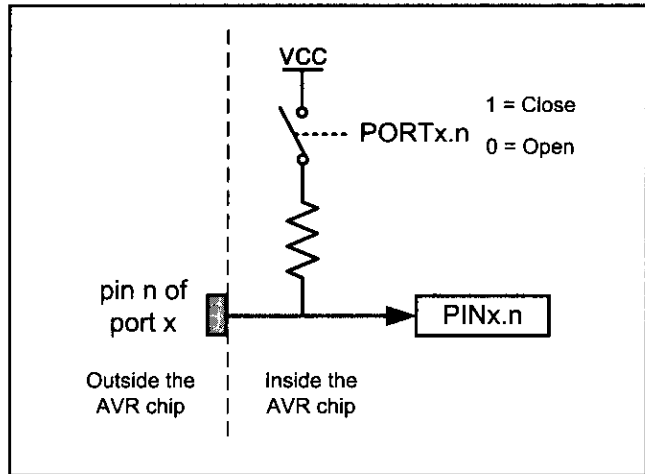 VCC
1 = Close
PORTx.n
0 = Open
pin n of
port x
PINx.n
Outside the
AVR chip
Inside the
AVR chip